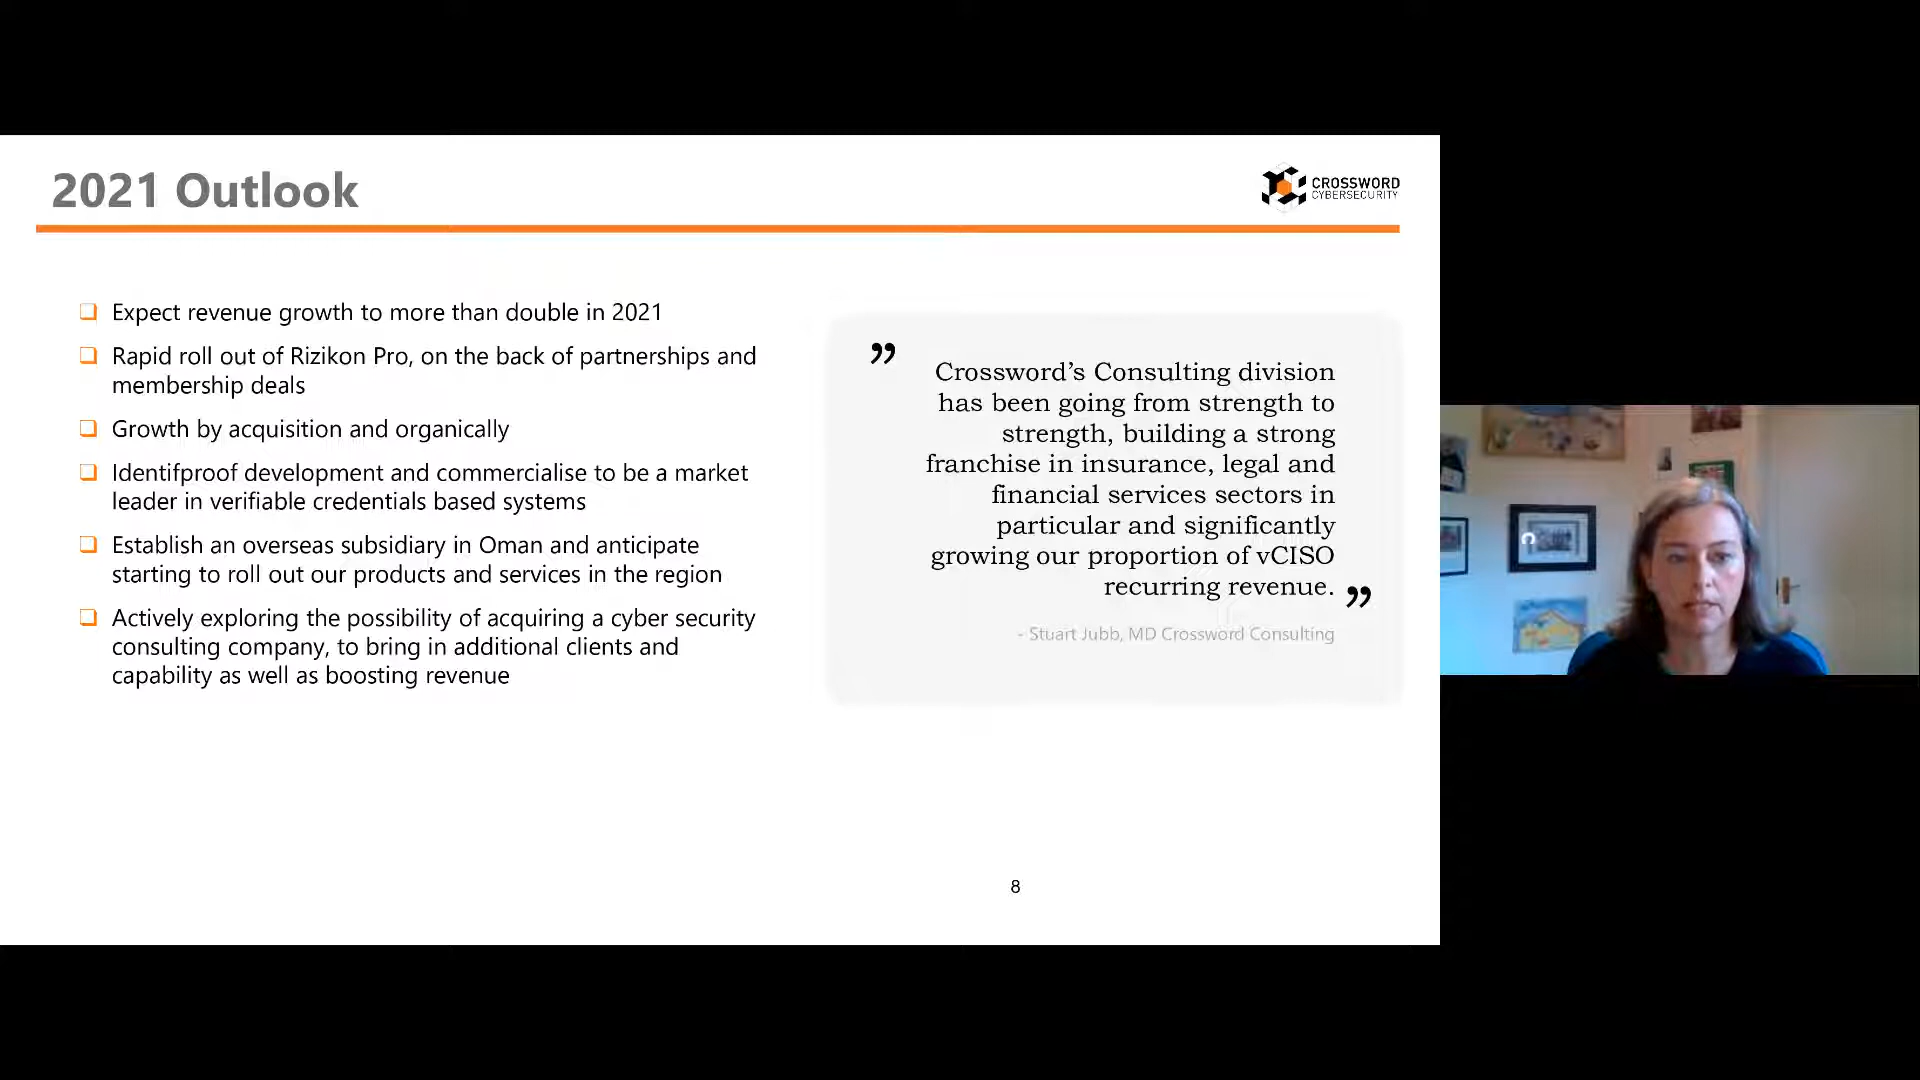 2021 Outlook
CROSSWORD
CYBERSECURITY
❑ Expect revenue growth to more than double in 2021
❑ Rapid roll out of Rizikon Pro, on the back of partnerships and
membership deals
❑ Growth by acquisition and organically
❑ Identifproof development and commercialise to be a market
leader in verifiable credentials based systems
❑ Establish an overseas subsidiary in Oman and anticipate
starting to roll out our products and services in the region
❑ Actively exploring the possibility of acquiring a cyber security
consulting company, to bring in additional clients and
capability as well as boosting revenue
” Crossword’s Consulting division
has been going from strength to
strength, building a strong
franchise in insurance, legal and
financial services sectors in
particular and significantly
growing our proportion of vCISO
recurring revenue. ”
- Stuart Jubb, MD Crossword Consulting
8